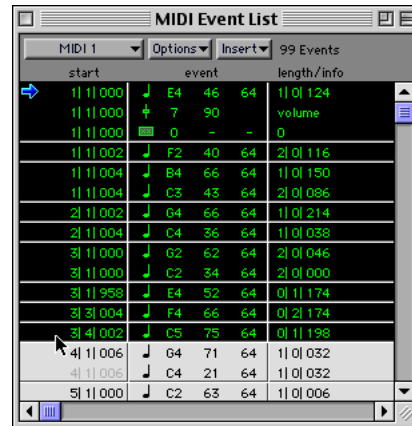 MIDI Event List
MIDI 1 Options Insert 99 Events
start event length/info
1| 1| 000 E4 46 64 1| 0| 124
1| 1| 000 7 90 volume
1| 1| 000 0 - - 0
1| 1| 002 F2 40 64 2| 0| 116
1| 1| 004 B4 66 64 1| 0| 150
1| 1| 004 C3 43 64 2| 0| 086
2| 1| 002 G4 66 64 1| 0| 214
2| 1| 004 C4 36 64 1| 0| 038
3| 1| 000 G2 62 64 2| 0| 046
3| 1| 000 C2 34 64 2| 0| 000
3| 1| 958 E4 52 64 0| 1| 174
3| 3| 004 F4 66 64 0| 2| 174
3| 4| 002 C5 75 64 0| 1| 198
4| 1| 006 G4 71 64 1| 0| 032
4| 1| 006 C4 21 64 1| 0| 032
5| 1| 000 C2 63 64 1| 0| 006